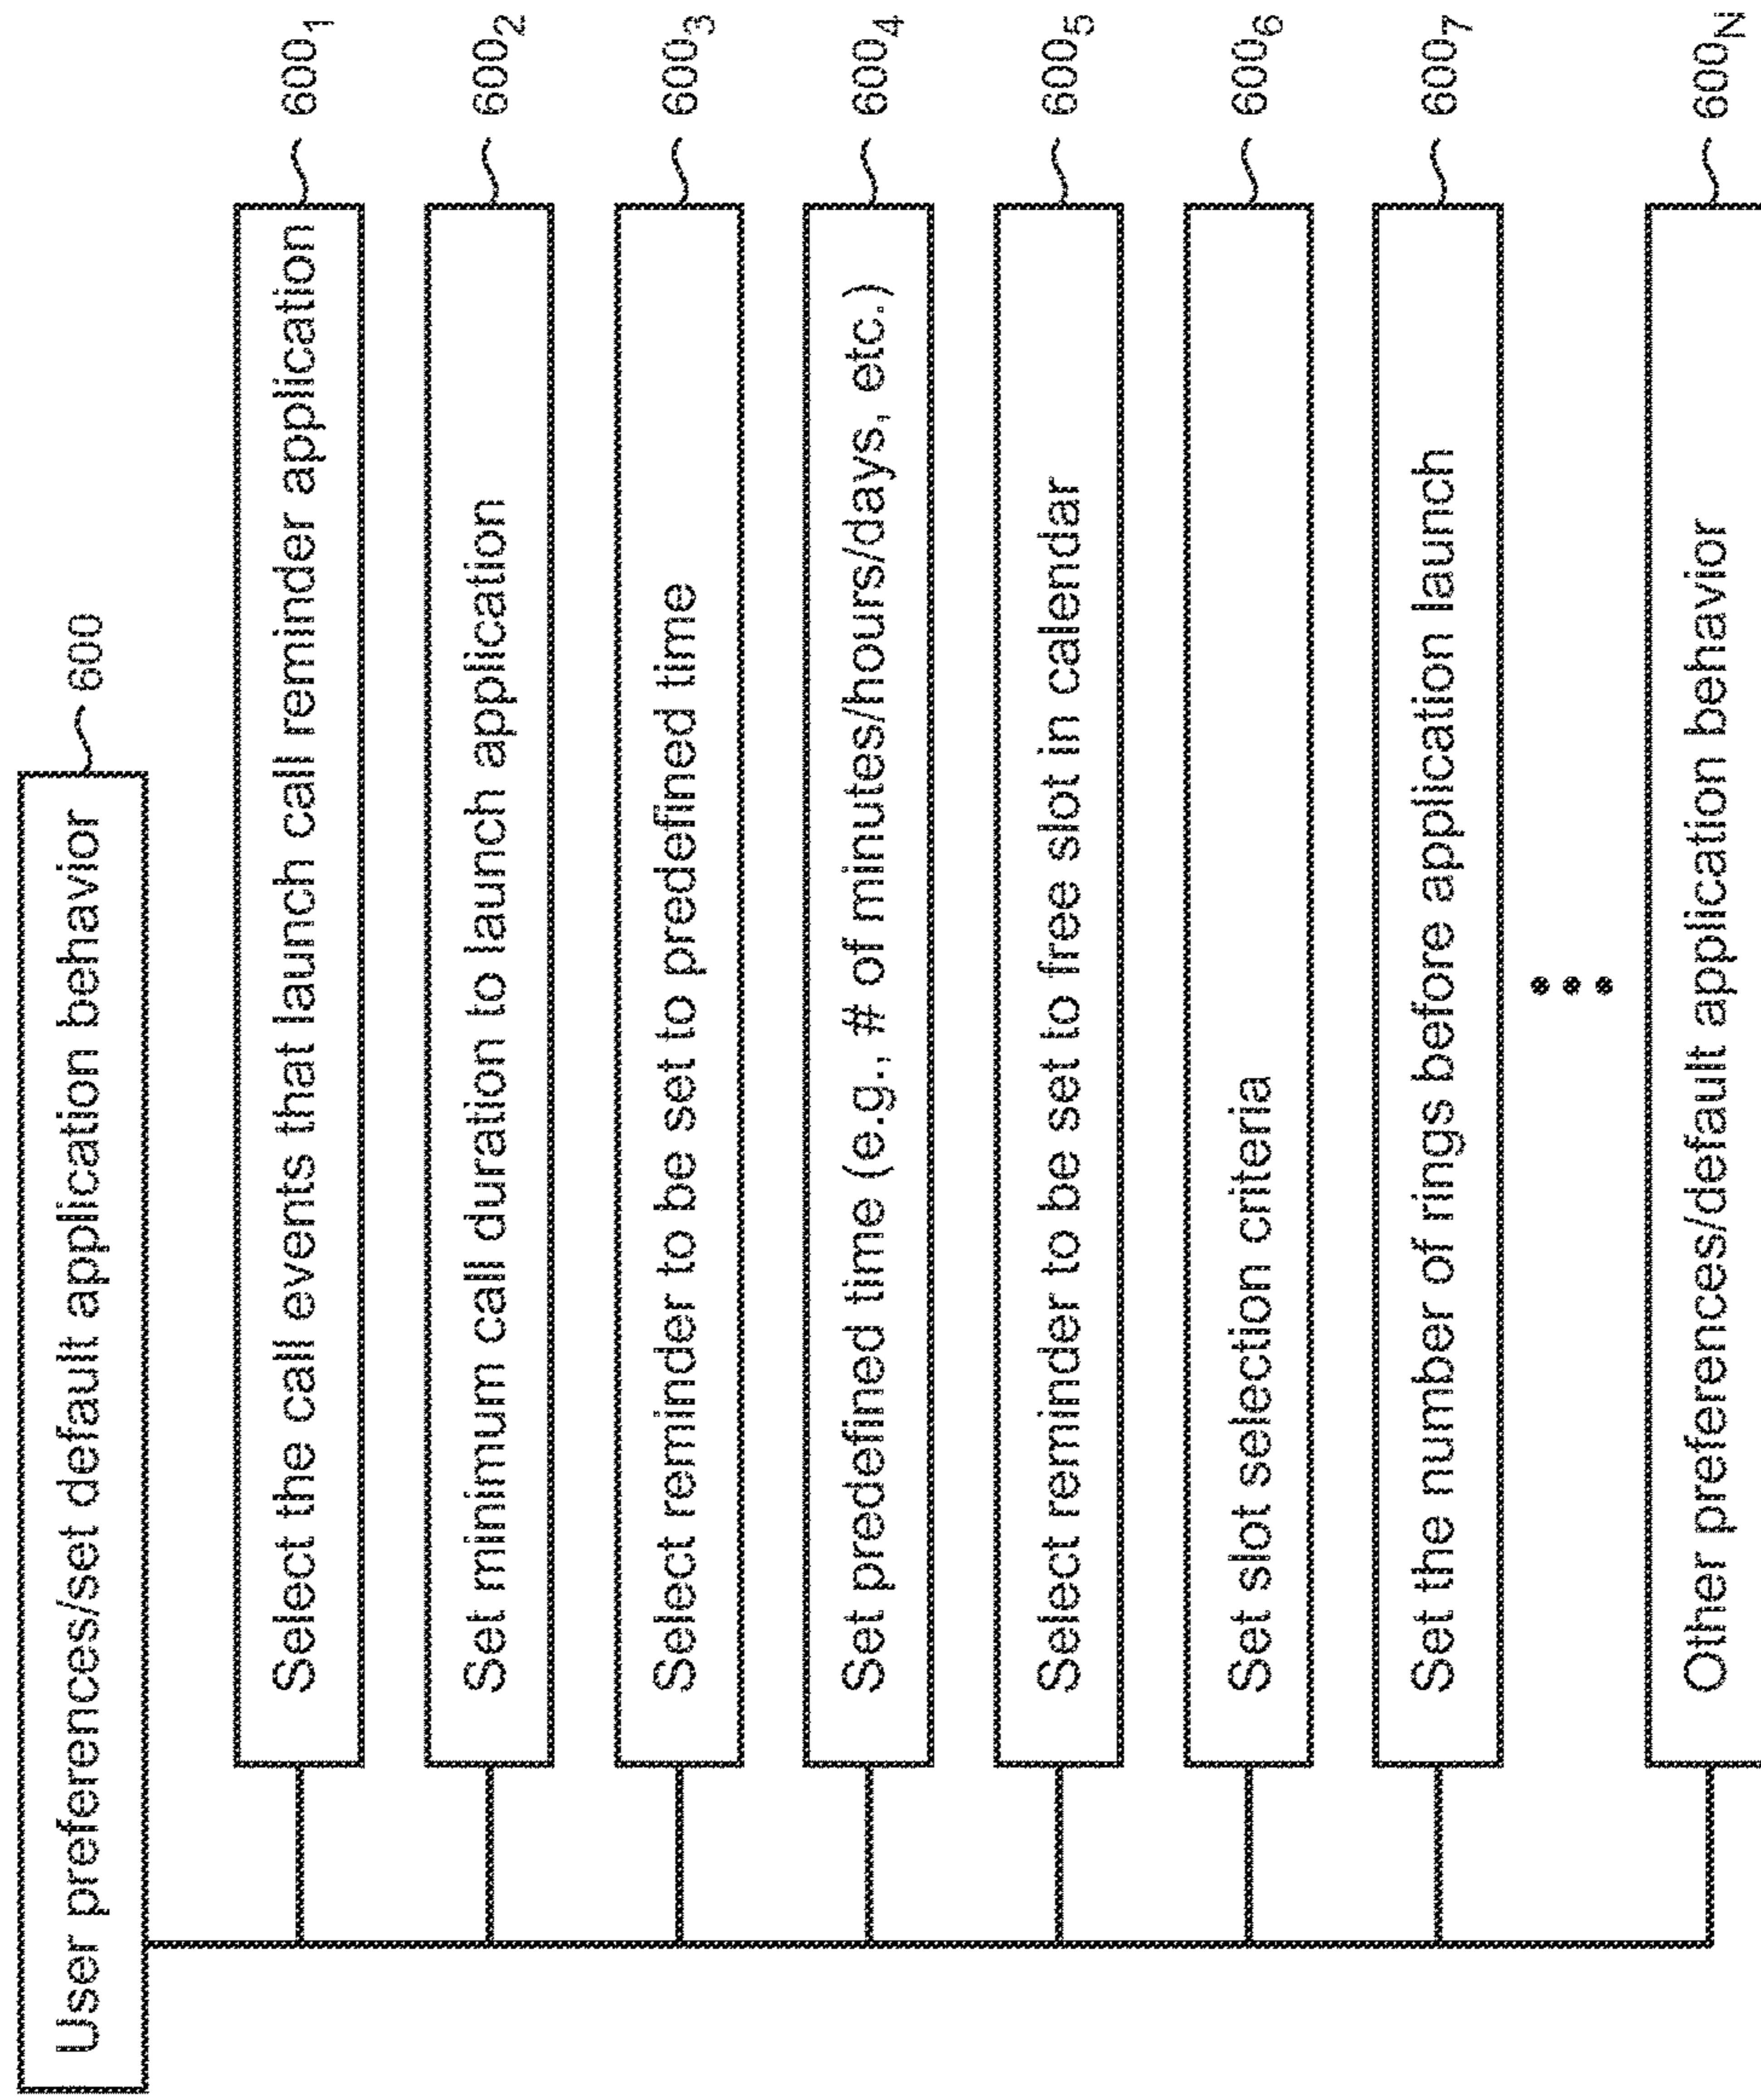 User preferences/set default application behavior 600
Select the call events that launch call reminder application 600₁
Set minimum call duration to launch application 600₂
Select reminder to be set to predefined time 600₃
Set predefined time (e.g., # of minutes/hours/days, etc.) 600₄
Select reminder to be set to free slot in calendar 600₅
Set slot selection criteria 600₆
Set the number of rings before application launch 600₇
Other preferences/default application behavior 600_N